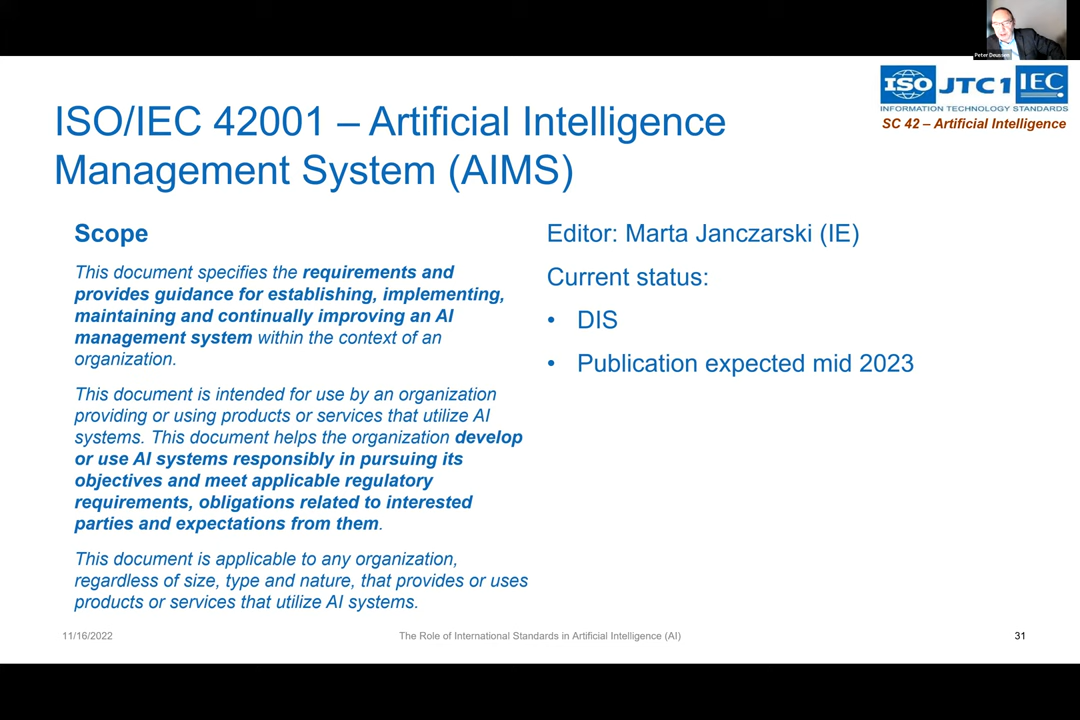 Peter Deussen
ISO JTC 1 IEC
INFORMATION TECHNOLOGY STANDARDS
SC 42 – Artificial Intelligence
ISO/IEC 42001 – Artificial Intelligence
Management System (AIMS)
Scope
This document specifies the requirements and
provides guidance for establishing, implementing,
maintaining and continually improving an AI
management system within the context of an
organization.
This document is intended for use by an organization
providing or using products or services that utilize AI
systems. This document helps the organization develop
or use AI systems responsibly in pursuing its
objectives and meet applicable regulatory
requirements, obligations related to interested
parties and expectations from them.
This document is applicable to any organization,
regardless of size, type and nature, that provides or uses
products or services that utilize AI systems.
Editor: Marta Janczarski (IE)
Current status:
• DIS
• Publication expected mid 2023
11/16/2022
The Role of International Standards in Artificial Intelligence (AI)
31